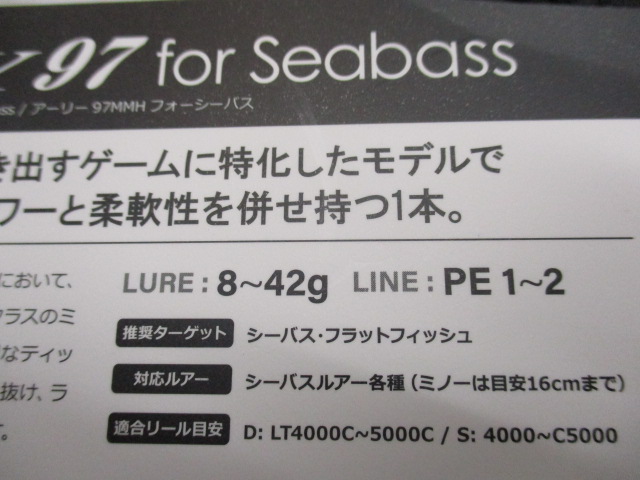 97 for Seabass
ss / アーリー 97MMH フォーシーバス
き出すゲームに特化したモデルで
ワーと柔軟性を併せ持つ1本。
において、
クラスのミ
なティッ
抜け、ラ
す。
LURE : 8~42g LINE : PE 1~2
推奨ターゲット シーバス・フラットフィッシュ
対応ルアー シーバスルアー各種（ミノーは目安16cmまで）
適合リール目安 D: LT4000C~5000C / S: 4000~C5000